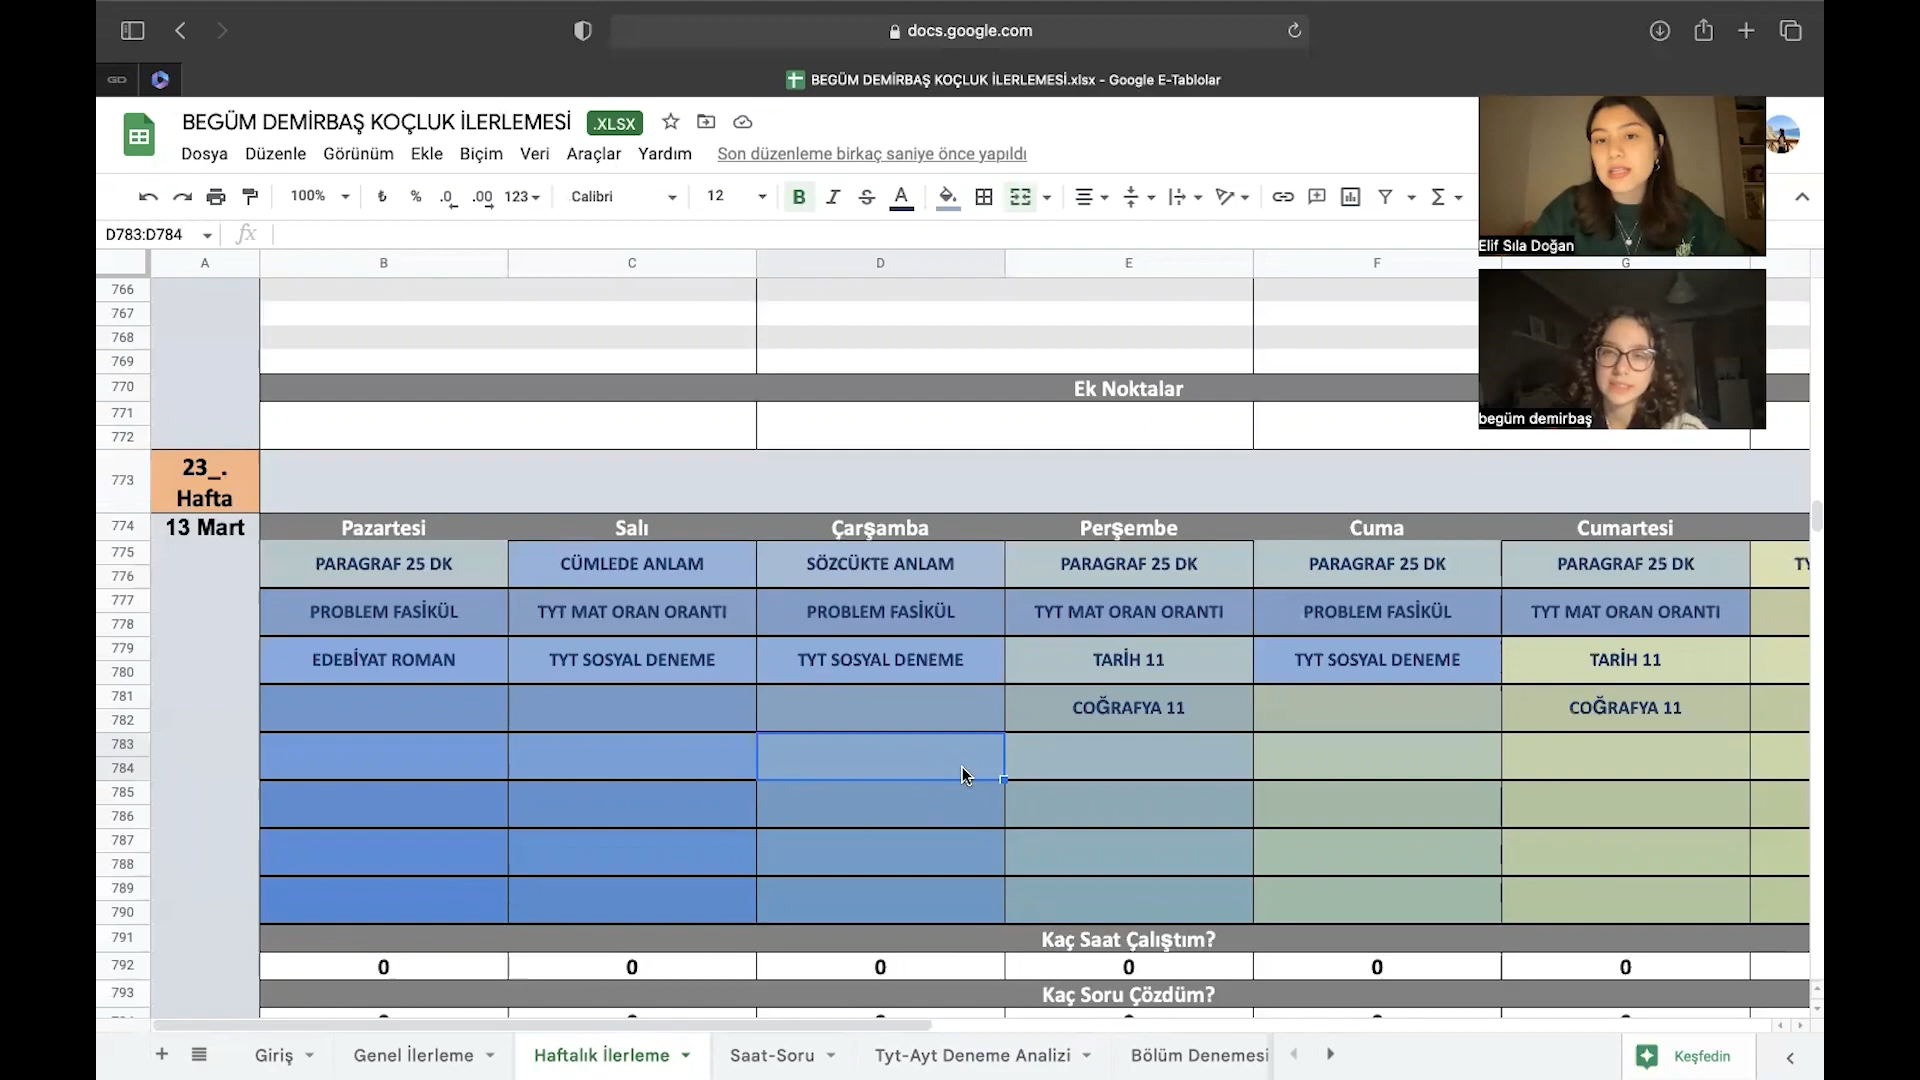 docs.google.com
GD
BEGÜM DEMİRBAŞ KOÇLUK İLERLEMESİ.xlsx - Google E-Tablolar
BEGÜM DEMİRBAŞ KOÇLUK İLERLEMESİ .XLSX
Dosya Düzenle Görünüm Ekle Biçim Veri Araçlar Yardım Son düzenleme birkaç saniye önce yapıldı
100% ₺ % .0 .00 123 Calibri 12 B I S A Σ
D783:D784 fx
Elif Sıla Doğan
A B C D E F G
begüm demirbaş
766
767
768
769
770 Ek Noktalar
771
772
773 23_. Hafta
774 13 Mart Pazartesi Salı Çarşamba Perşembe Cuma Cumartesi
775 PARAGRAF 25 DK CÜMLEDE ANLAM SÖZCÜKTE ANLAM PARAGRAF 25 DK PARAGRAF 25 DK PARAGRAF 25 DK
776
777 PROBLEM FASİKÜL TYT MAT ORAN ORANTI PROBLEM FASİKÜL TYT MAT ORAN ORANTI PROBLEM FASİKÜL TYT MAT ORAN ORANTI
778
779 EDEBİYAT ROMAN TYT SOSYAL DENEME TYT SOSYAL DENEME TARİH 11 TYT SOSYAL DENEME TARİH 11
780
781 COĞRAFYA 11 COĞRAFYA 11
782
783
784
785
786
787
788
789
790
791 Kaç Saat Çalıştım?
792 0 0 0 0 0 0
793 Kaç Soru Çözdüm?
Giriş Genel İlerleme Haftalık İlerleme Saat-Soru Tyt-Ayt Deneme Analizi Bölüm Denemesi Keşfedin